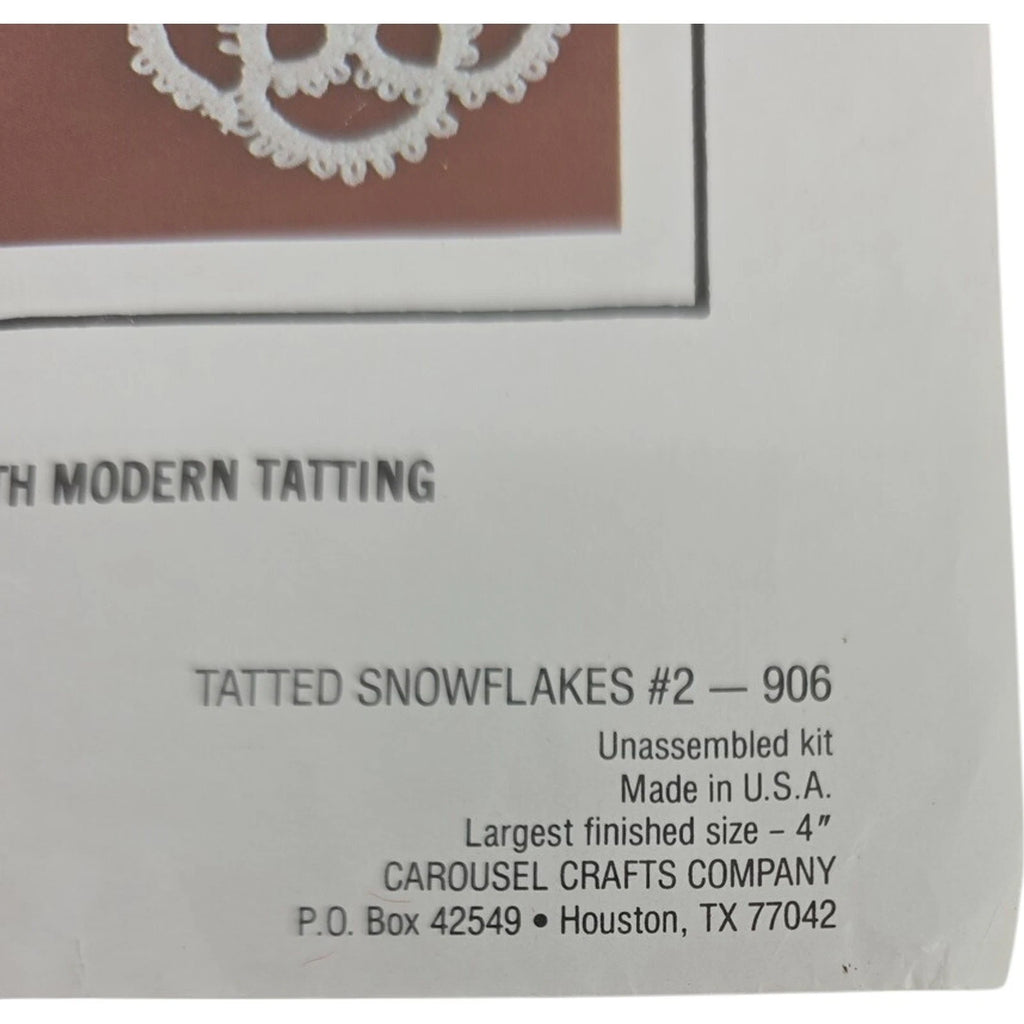 TH MODERN TATTING
TATTED SNOWFLAKES #2 — 906
Unassembled kit
Made in U.S.A.
Largest finished size – 4"
CAROUSEL CRAFTS COMPANY
P.O. Box 42549 • Houston, TX 77042